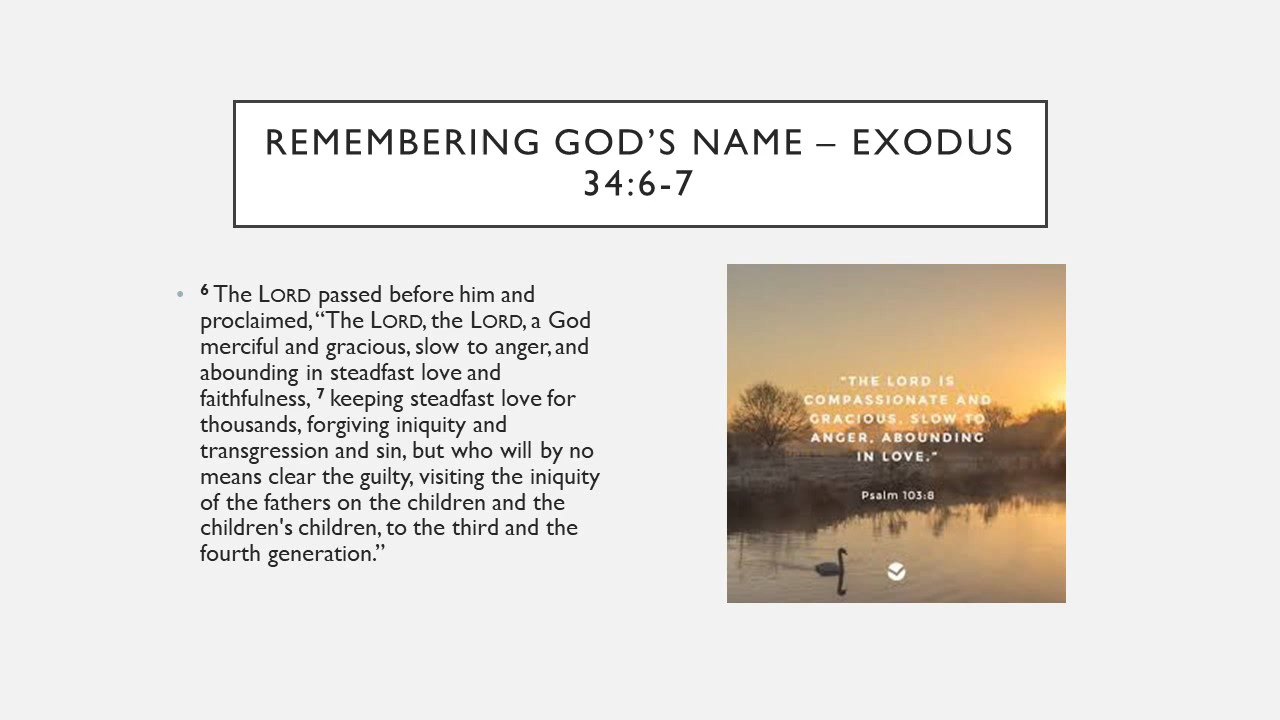 REMEMBERING GOD’S NAME – EXODUS
34:6-7
• ⁶ The LORD passed before him and
proclaimed, “The LORD, the LORD, a God
merciful and gracious, slow to anger, and
abounding in steadfast love and
faithfulness, ⁷ keeping steadfast love for
thousands, forgiving iniquity and
transgression and sin, but who will by no
means clear the guilty, visiting the iniquity
of the fathers on the children and the
children's children, to the third and the
fourth generation.”
"THE LORD IS
COMPASSIONATE AND
GRACIOUS, SLOW TO
ANGER, ABOUNDING
IN LOVE."
Psalm 103:8